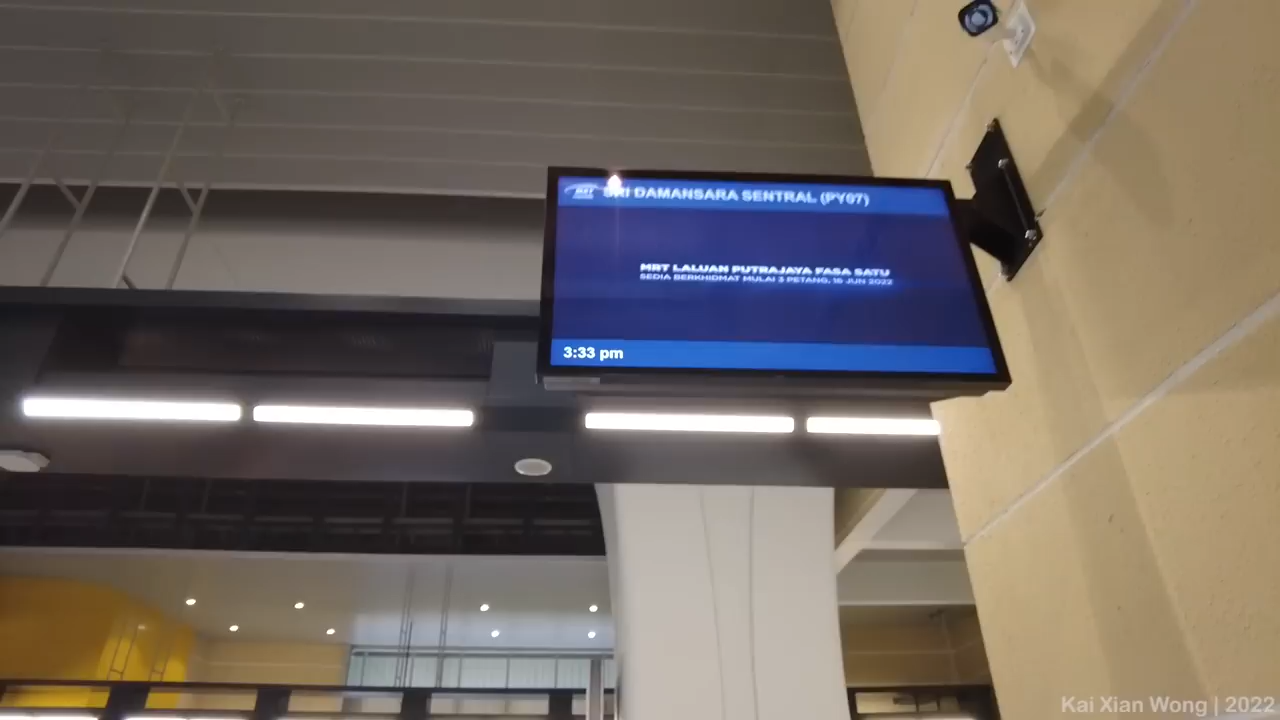 SRI DAMANSARA SENTRAL (PY07)
MRT LALUAN PUTRAJAYA FASA SATU
SEDIA BERKHIDMAT MULAI 3 PETANG, 16 JUN 2022
3:33 pm
Kai Xian Wong | 2022